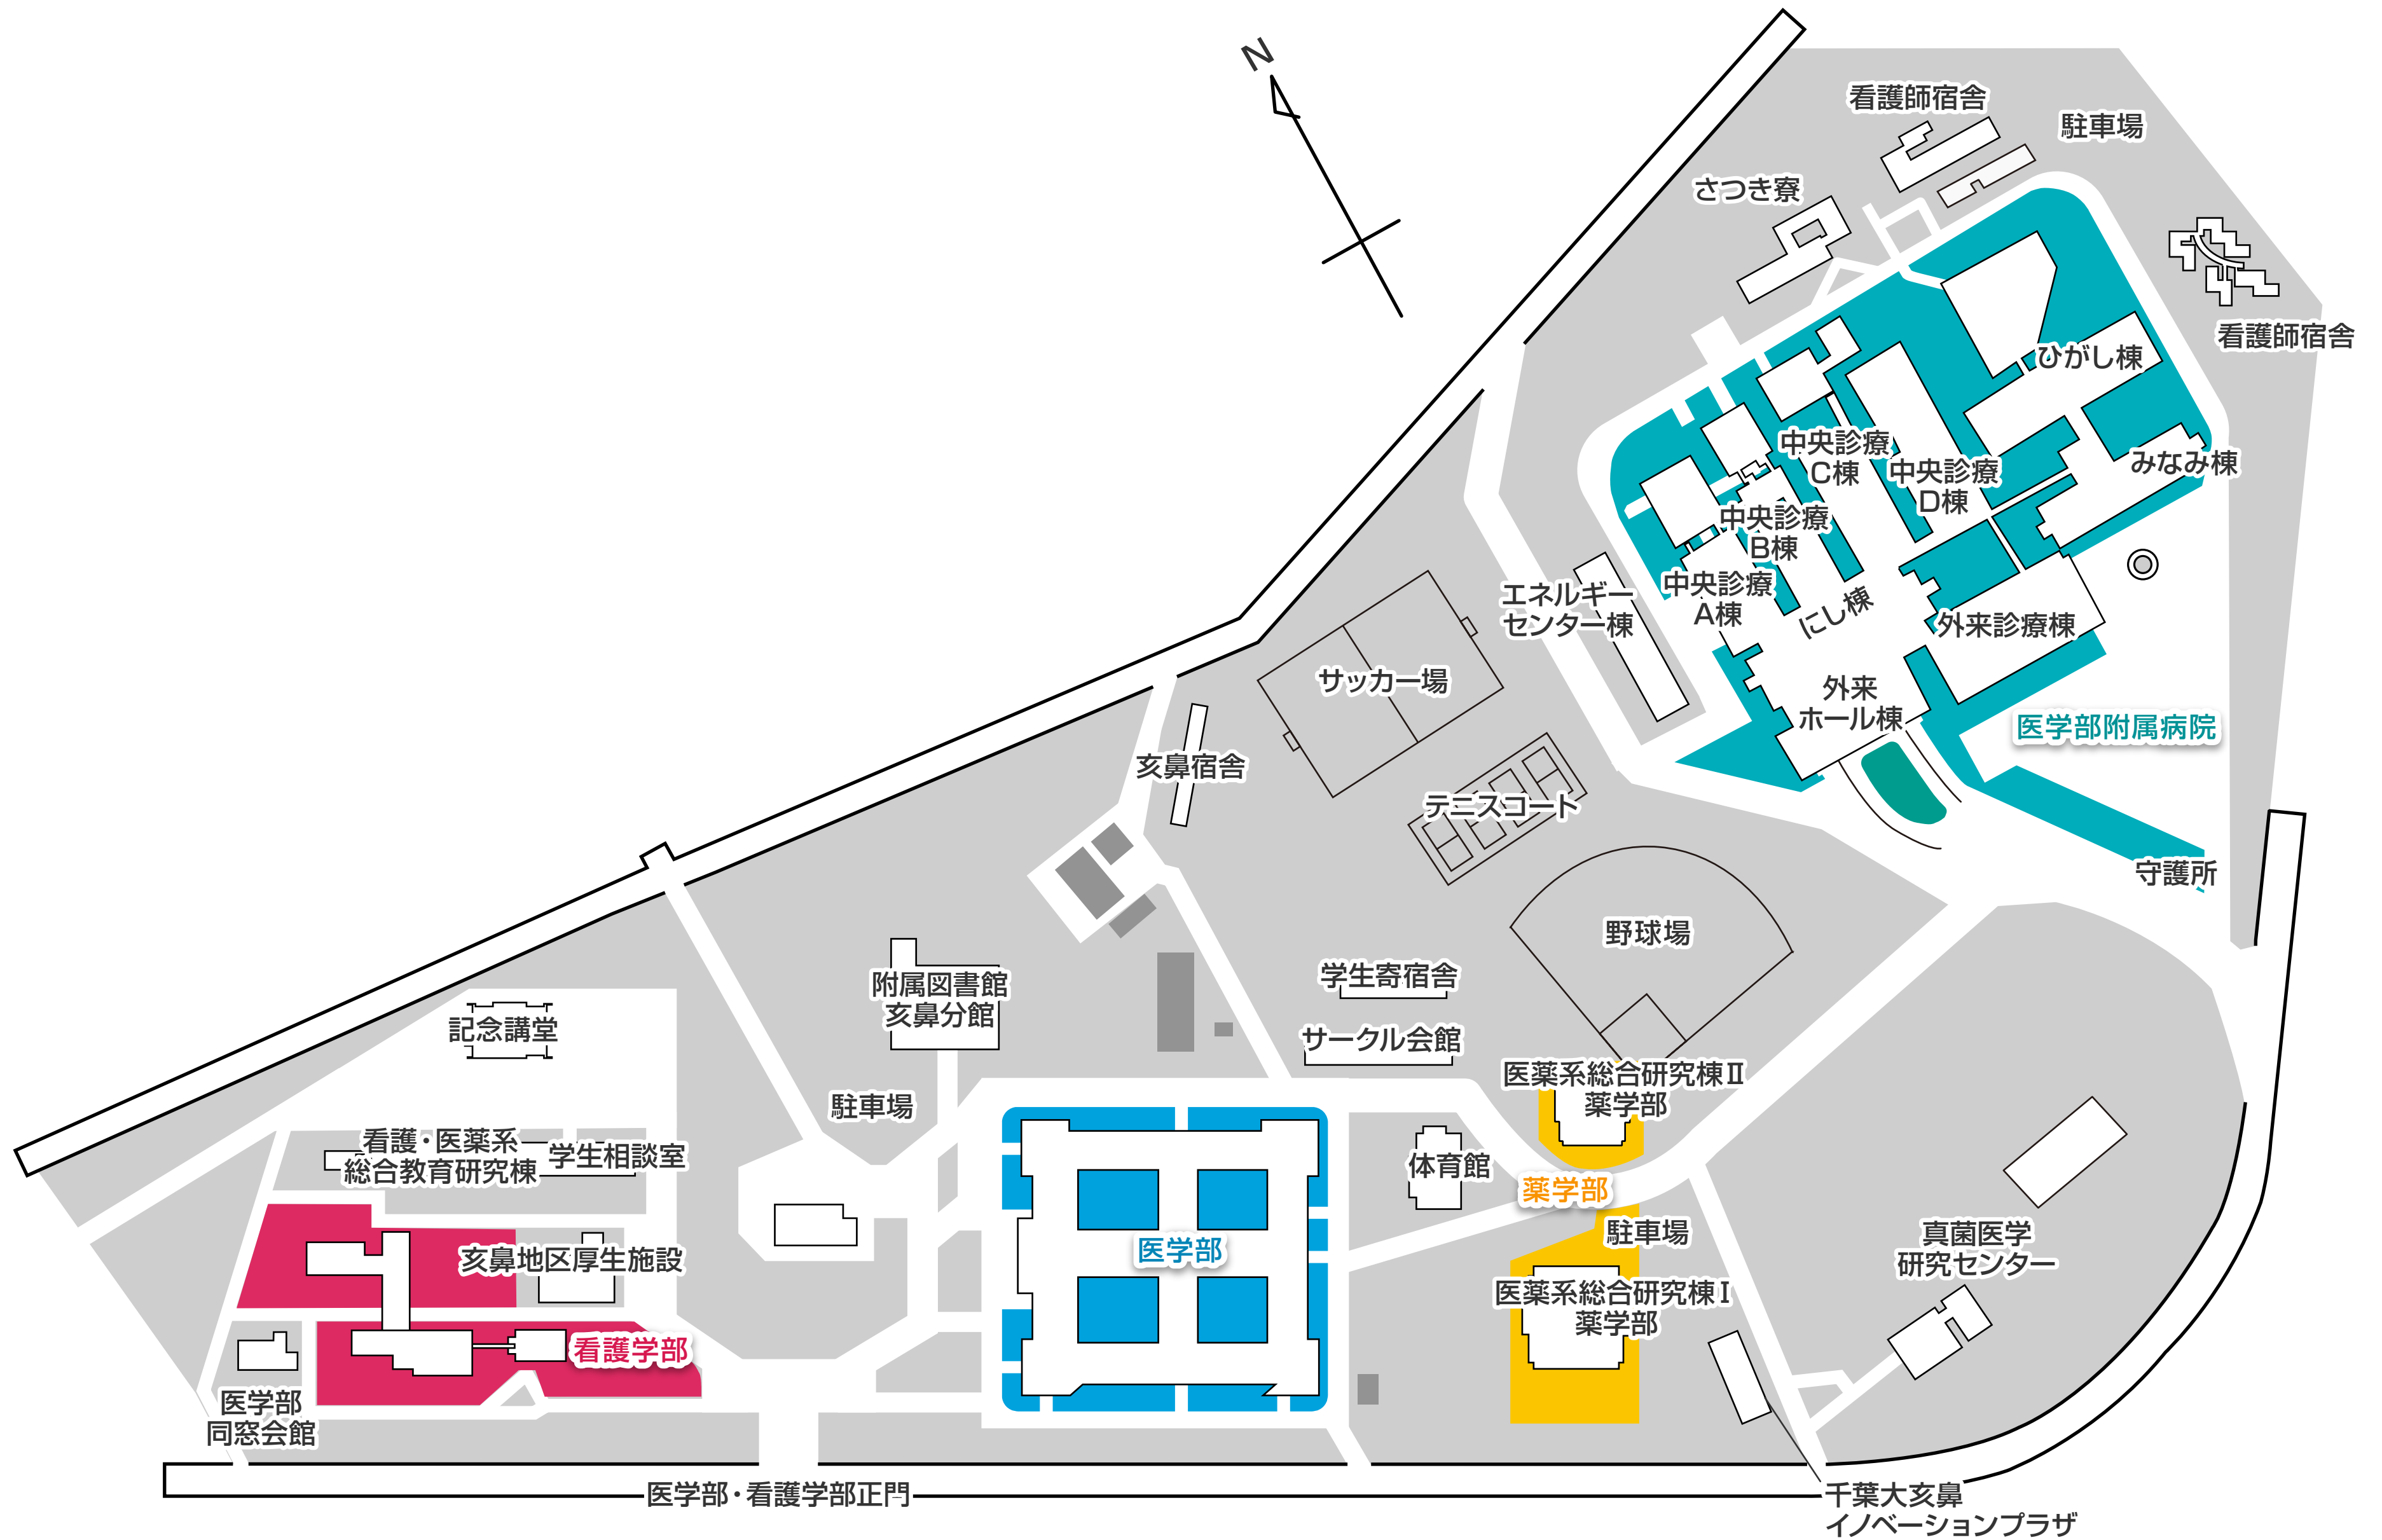 N
看護師宿舎
駐車場
さつき寮
看護師宿舎
ひがし棟
中央診療
C棟
中央診療
D棟
みなみ棟
中央診療
B棟
中央診療
A棟
にし棟
外来診療棟
エネルギー
センター棟
外来
ホール棟
医学部附属病院
サッカー場
亥鼻宿舎
テニスコート
守護所
野球場
附属図書館
亥鼻分館
学生寄宿舎
記念講堂
サークル会館
医薬系総合研究棟Ⅱ
薬学部
駐車場
看護・医薬系
総合教育研究棟
学生相談室
体育館
薬学部
駐車場
真菌医学
研究センター
亥鼻地区厚生施設
医学部
医薬系総合研究棟Ⅰ
薬学部
看護学部
医学部
同窓会館
医学部・看護学部正門
千葉大亥鼻
イノベーションプラザ